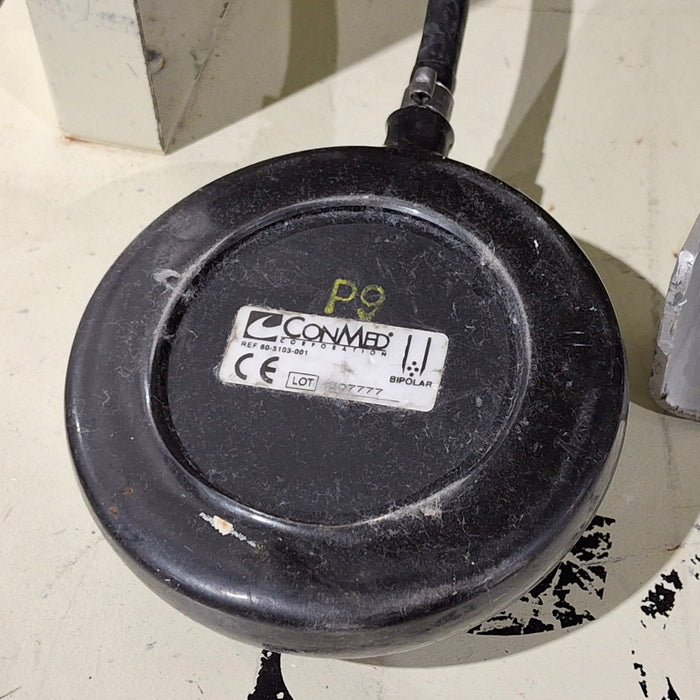 P9
CONMED®
CORPORATION
REF 60-5103-001
CE
LOT
BIPOLAR